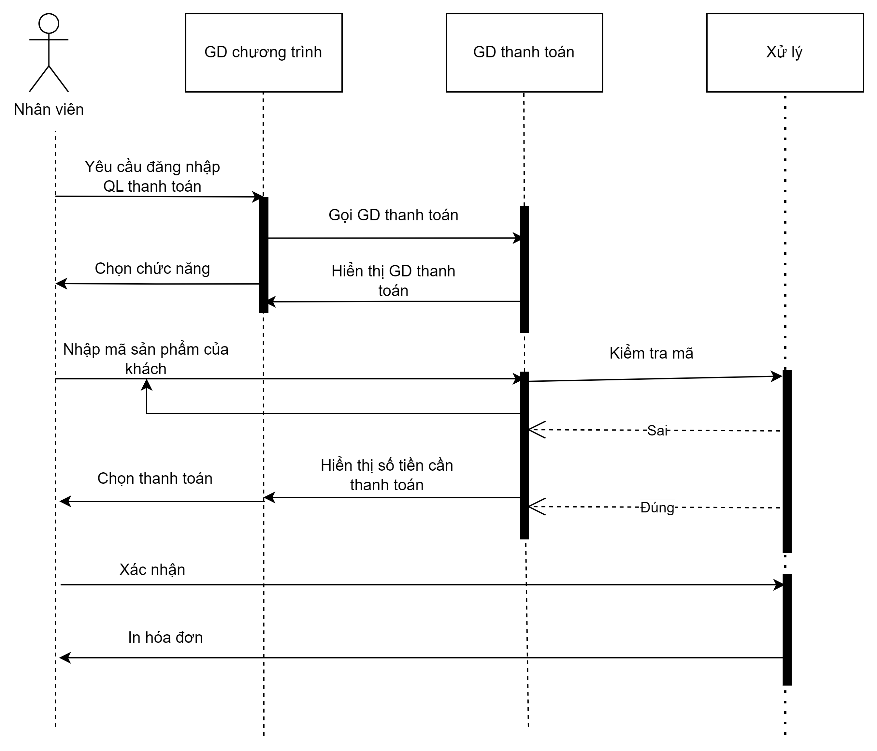 Nhân viên
GD chương trình
GD thanh toán
Xử lý
Yêu cầu đăng nhập
QL thanh toán
Gọi GD thanh toán
Chọn chức năng
Hiển thị GD thanh
toán
Nhập mã sản phẩm của
khách
Kiểm tra mã
Sai
Hiển thị số tiền cần
thanh toán
Chọn thanh toán
Đúng
Xác nhận
In hóa đơn